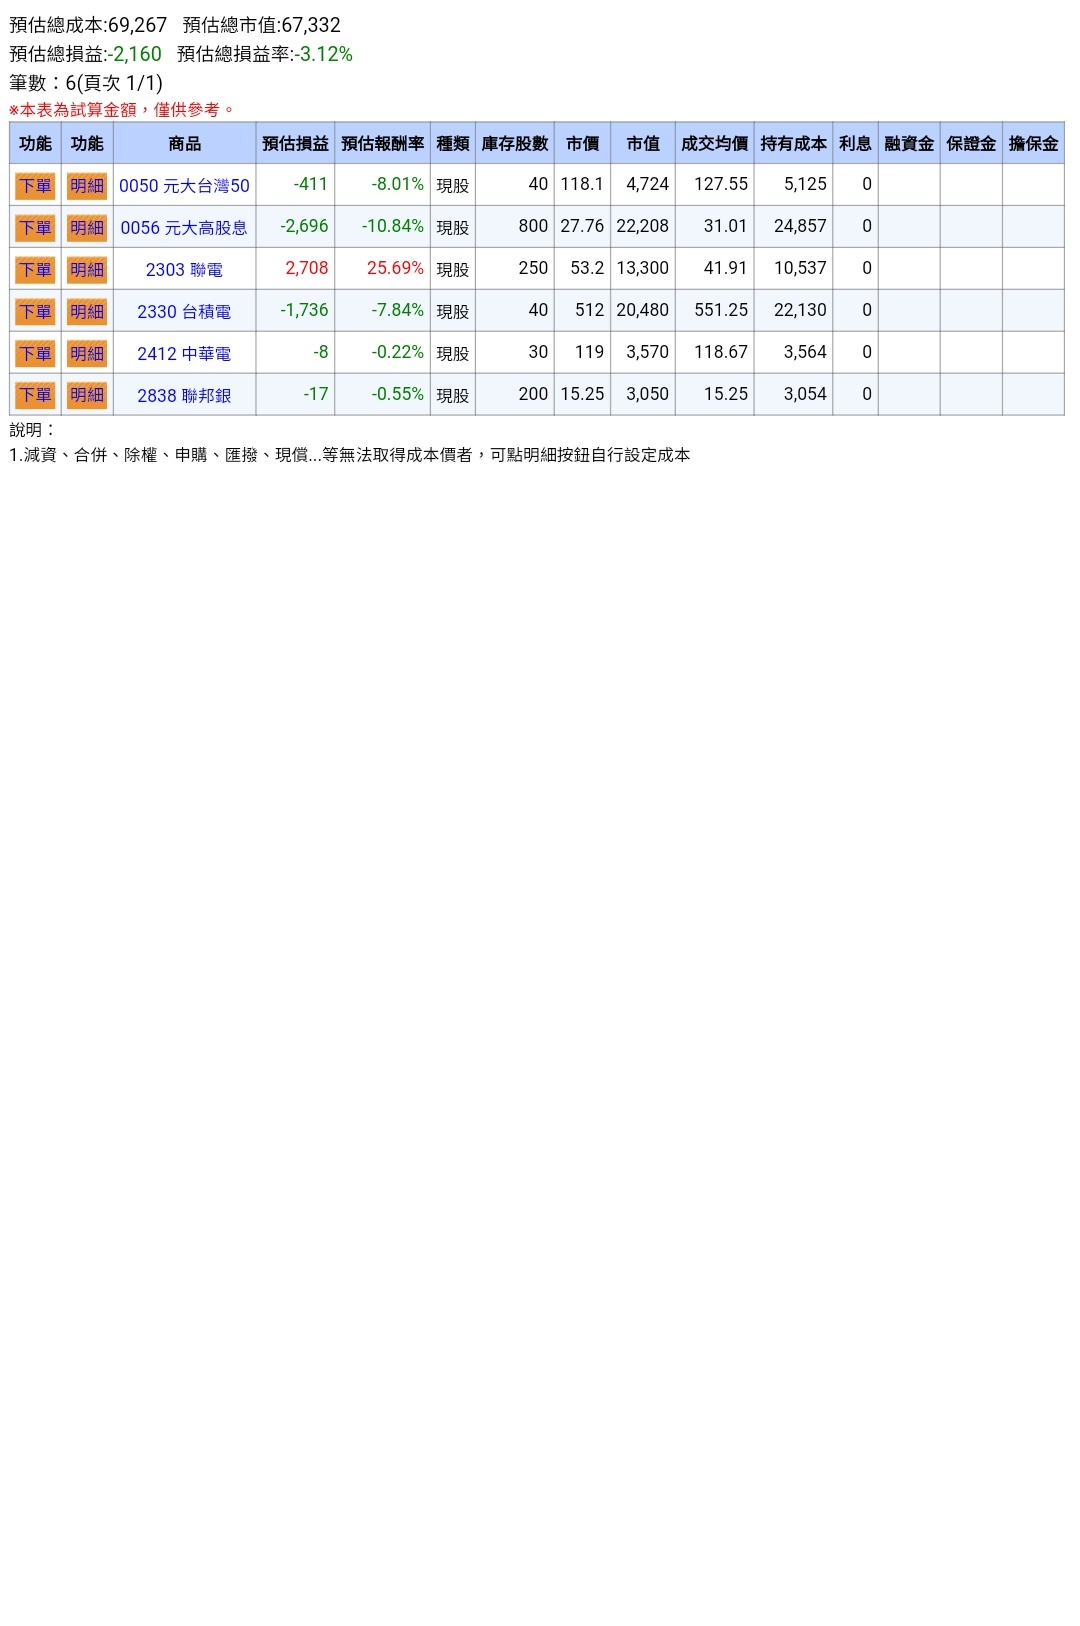 預估總成本:69,267 預估總市值:67,332
預估總損益:-2,160 預估總損益率:-3.12%
筆數：6(頁次 1/1)
※本表為試算金額，僅供參考。
功能 功能 商品 預估損益 預估報酬率 種類 庫存股數 市價 市值 成交均價 持有成本 利息 融資金 保證金 擔保金
下單 明細 0050 元大台灣50 -411 -8.01% 現股 40 118.1 4,724 127.55 5,125 0
下單 明細 0056 元大高股息 -2,696 -10.84% 現股 800 27.76 22,208 31.01 24,857 0
下單 明細 2303 聯電 2,708 25.69% 現股 250 53.2 13,300 41.91 10,537 0
下單 明細 2330 台積電 -1,736 -7.84% 現股 40 512 20,480 551.25 22,130 0
下單 明細 2412 中華電 -8 -0.22% 現股 30 119 3,570 118.67 3,564 0
下單 明細 2838 聯邦銀 -17 -0.55% 現股 200 15.25 3,050 15.25 3,054 0
說明：
1.減資、合併、除權、申購、匯撥、現償...等無法取得成本價者，可點明細按鈕自行設定成本